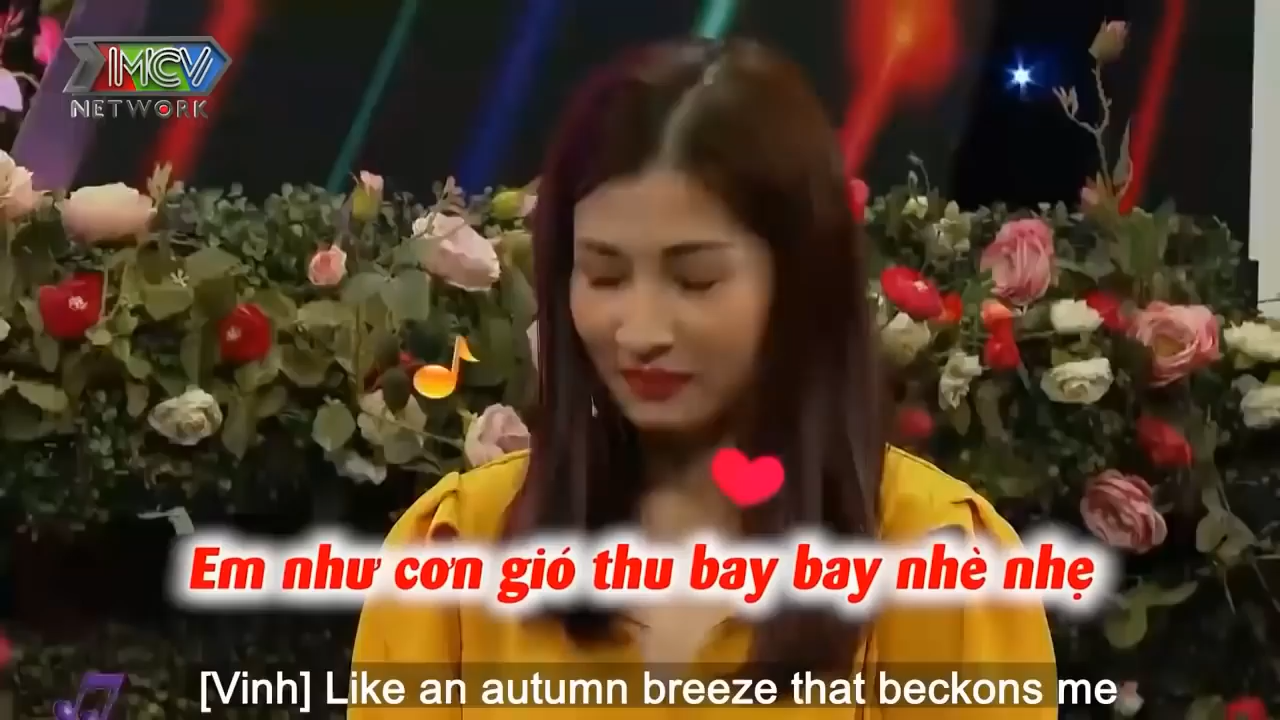 MCV
NETWORK
Em như cơn gió thu bay bay nhè nhẹ
[Vinh] Like an autumn breeze that beckons me